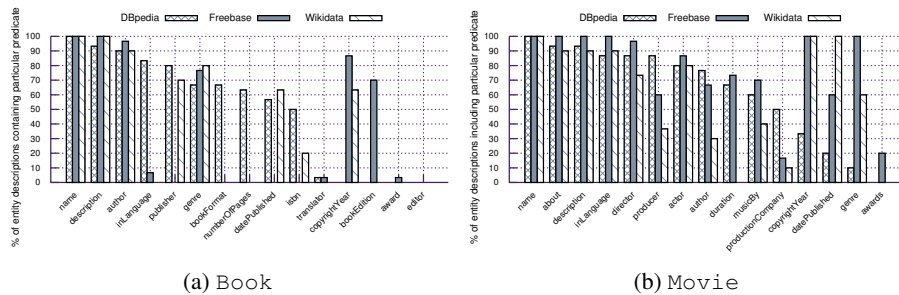 DBpedia Freebase Wikidata
% of entity descriptions containing particular predicate
100
90
80
70
60
50
40
30
20
10
0
name
description
author
inLanguage
publisher
genre
bookFormat
numberOfPages
datePublished
isbn
translator
copyrightYear
bookEdition
award
editor
(a) Book
DBpedia Freebase Wikidata
% of entity descriptions including particular predicate
100
90
80
70
60
50
40
30
20
10
0
name
about
description
inLanguage
director
producer
actor
author
duration
musicBy
productionCompany
copyrightYear
datePublished
genre
awards
(b) Movie